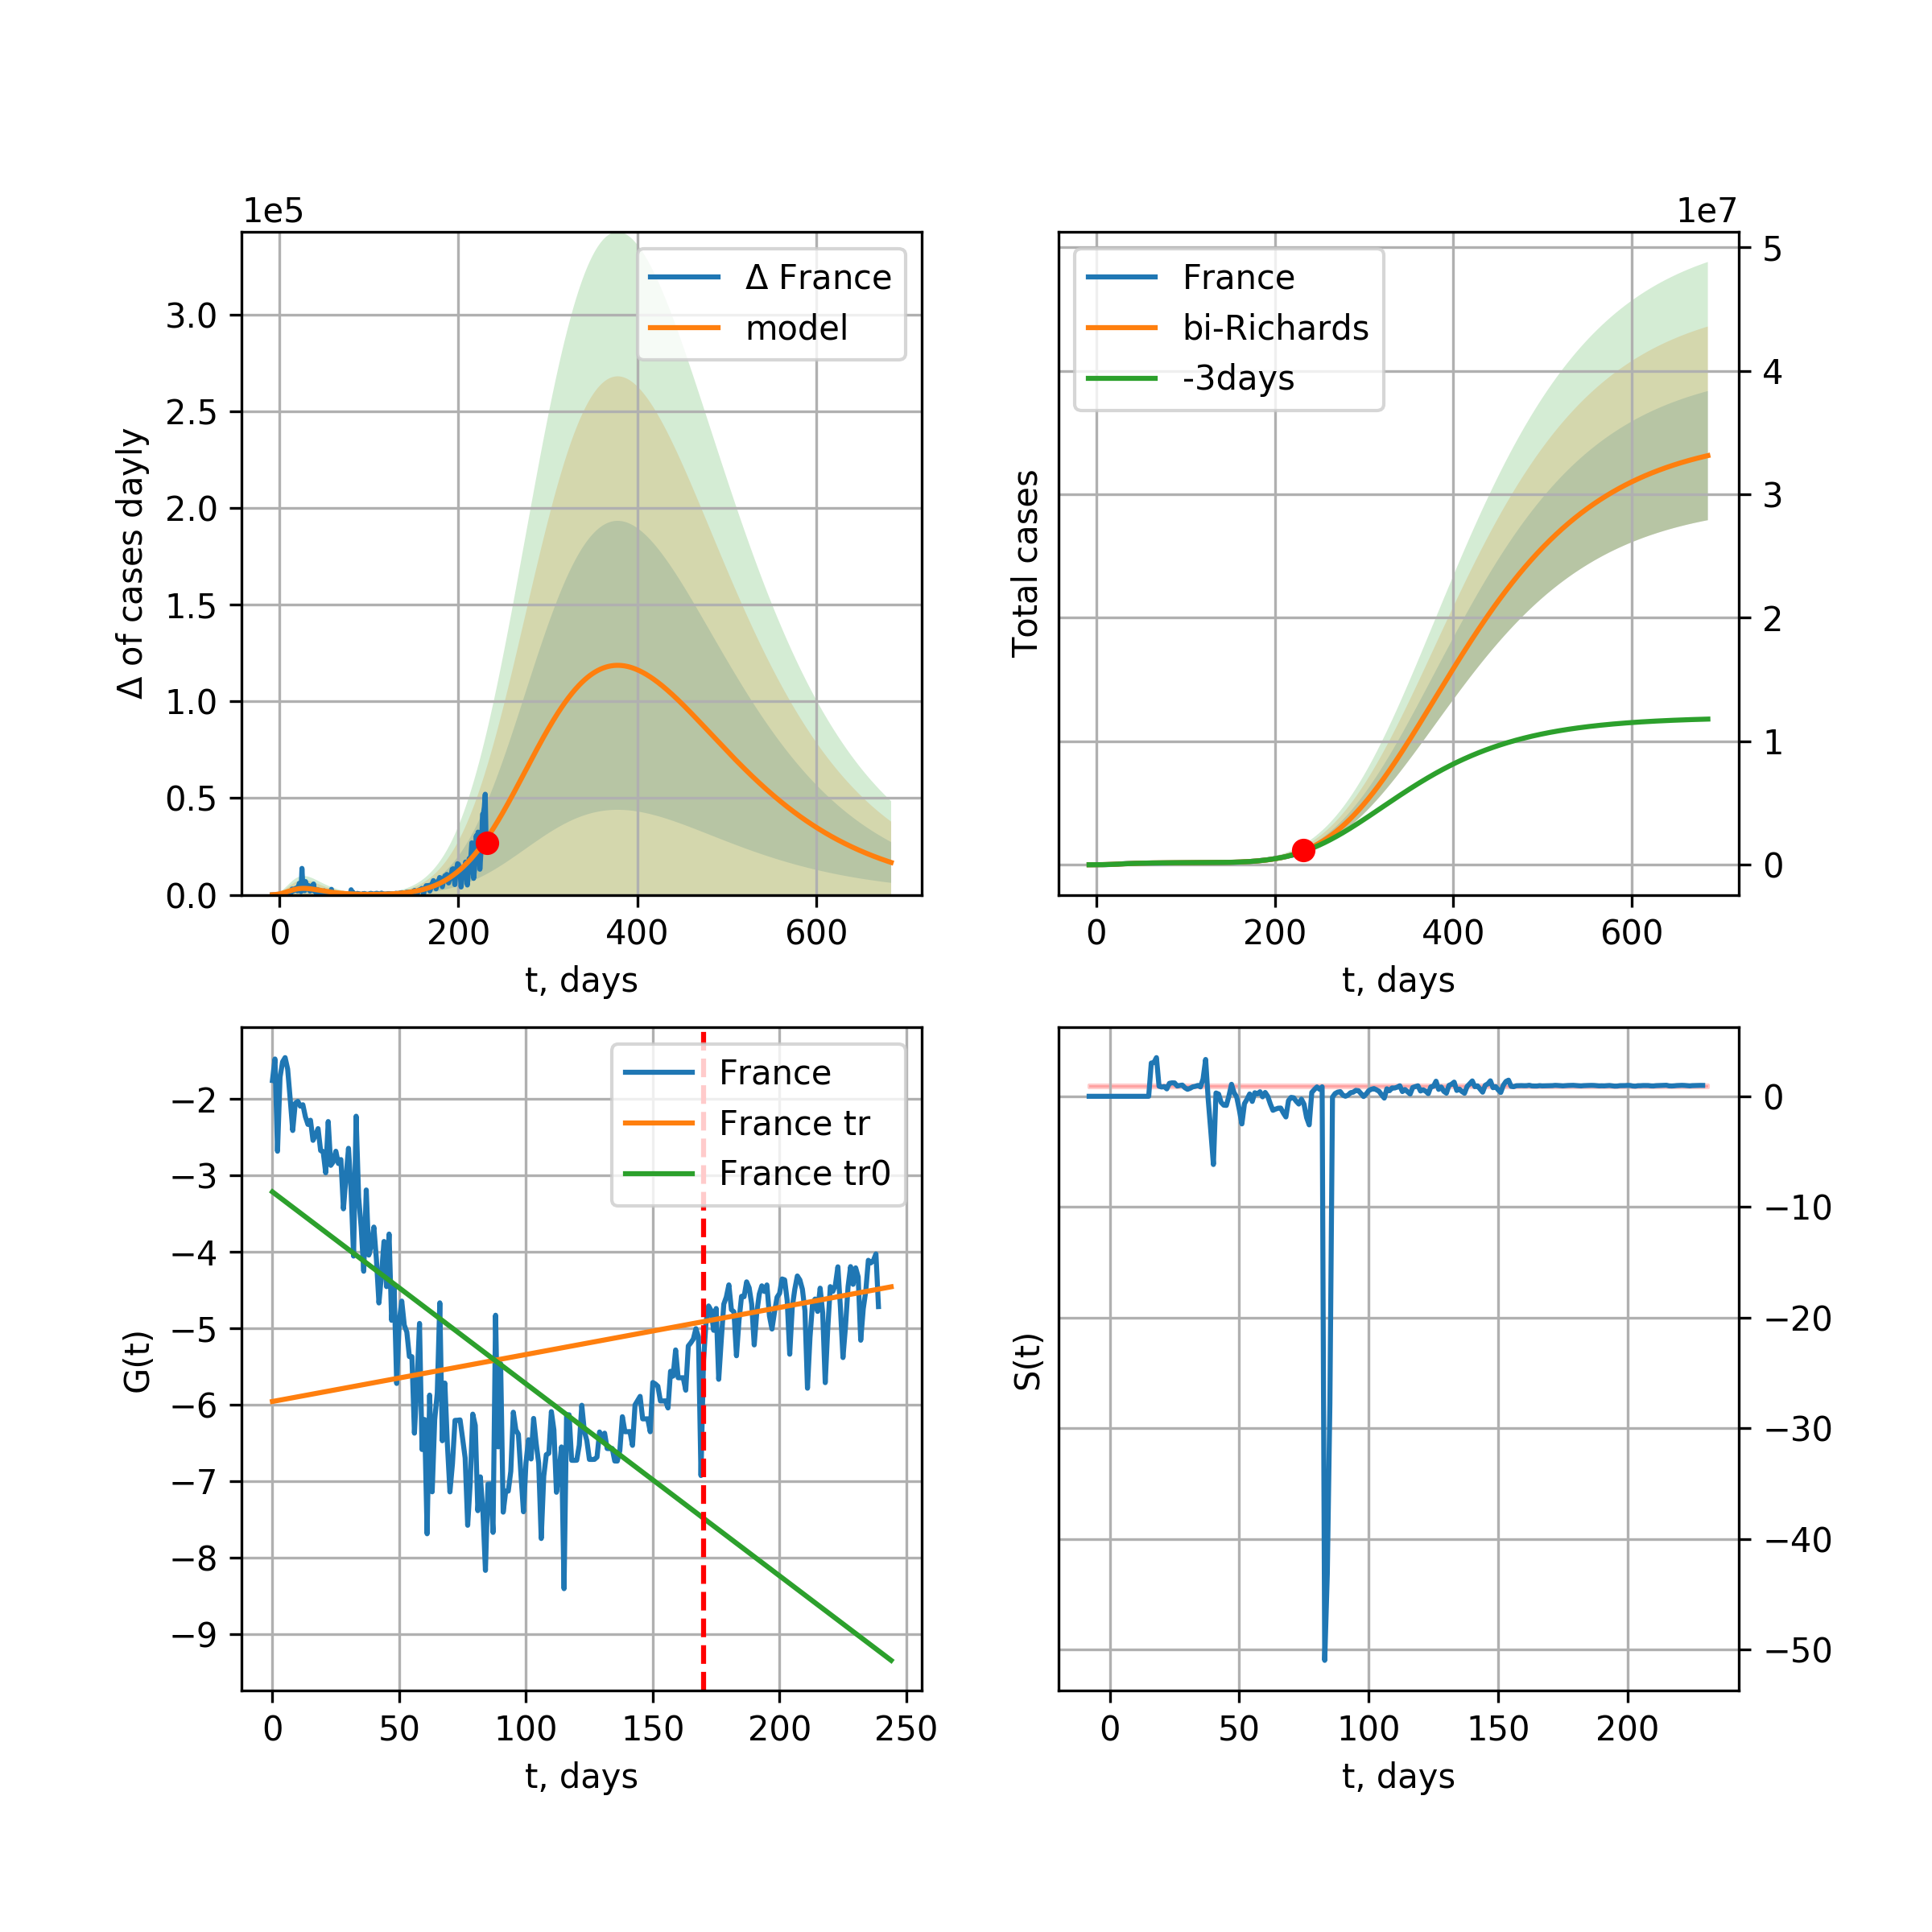 1e5
Δ of cases dayly
3.0
2.5
2.0
1.5
1.0
0.5
0.0
0 200 400 600
t, days
Δ France
model
1e7
Total cases
5
4
3
2
1
0
0 200 400 600
t, days
France
bi-Richards
-3days
G(t)
−2
−3
−4
−5
−6
−7
−8
−9
0 50 100 150 200 250
t, days
France
France tr
France tr0
S(t)
0
−10
−20
−30
−40
−50
0 50 100 150 200
t, days